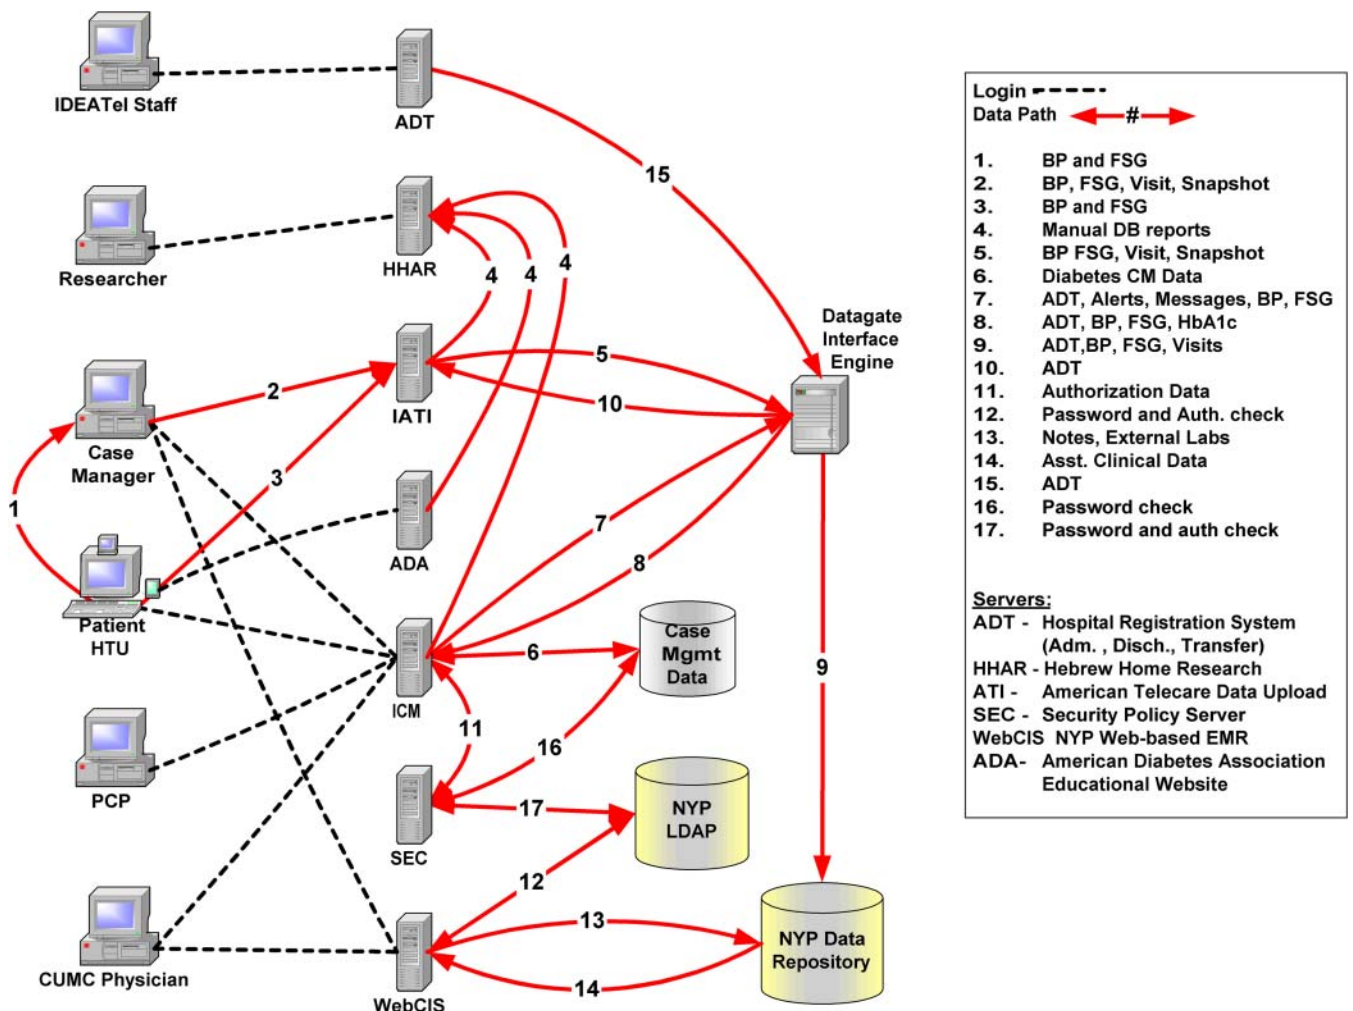 IDEATel Staff
ADT
15
Researcher
HHAR
4
4
4
Datagate
Interface
Engine
Case
Manager
2
IATI
5
10
1
3
Patient
HTU
ADA
7
8
ICM
6
Case
Mgmt
Data
9
PCP
11
16
SEC
17
NYP
LDAP
12
CUMC Physician
WebCIS
13
14
NYP Data
Repository
Login
Data Path #
1. BP and FSG
2. BP, FSG, Visit, Snapshot
3. BP and FSG
4. Manual DB reports
5. BP FSG, Visit, Snapshot
6. Diabetes CM Data
7. ADT, Alerts, Messages, BP, FSG
8. ADT, BP, FSG, HbA1c
9. ADT,BP, FSG, Visits
10. ADT
11. Authorization Data
12. Password and Auth. check
13. Notes, External Labs
14. Asst. Clinical Data
15. ADT
16. Password check
17. Password and auth check
Servers:
ADT - Hospital Registration System
(Adm. , Disch., Transfer)
HHAR - Hebrew Home Research
ATI - American Telecare Data Upload
SEC - Security Policy Server
WebCIS NYP Web-based EMR
ADA- American Diabetes Association
Educational Website